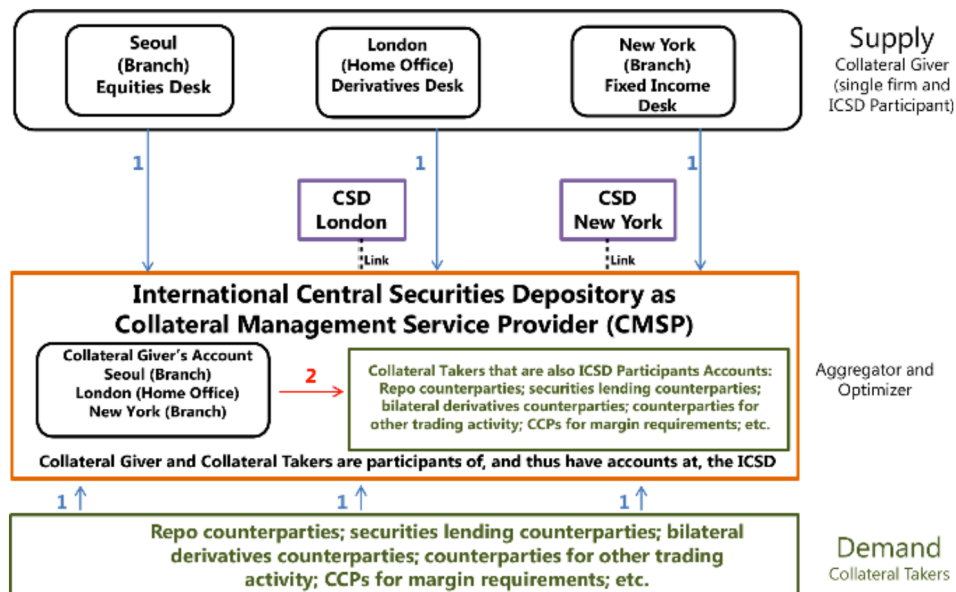 Seoul
(Branch)
Equities Desk
London
(Home Office)
Derivatives Desk
New York
(Branch)
Fixed Income
Desk
Supply
Collateral Giver
(single firm and
ICSD Participant)
1
1
1
CSD
London
CSD
New York
Link
Link
International Central Securities Depository as
Collateral Management Service Provider (CMSP)
Collateral Giver's Account
Seoul (Branch)
London (Home Office)
New York (Branch)
2
Collateral Takers that are also ICSD Participants Accounts:
Repo counterparties; securities lending counterparties;
bilateral derivatives counterparties; counterparties for
other trading activity; CCPs for margin requirements; etc.
Aggregator and
Optimizer
Collateral Giver and Collateral Takers are participants of, and thus have accounts at, the ICSD
1
1
1
Repo counterparties; securities lending counterparties; bilateral
derivatives counterparties; counterparties for other trading
activity; CCPs for margin requirements; etc.
Demand
Collateral Takers